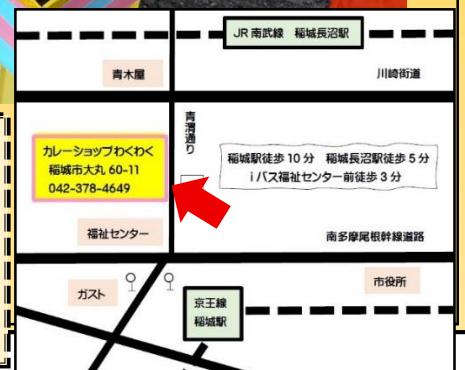 JR 南武線　稲城長沼駅
青木屋
川崎街道
青渭通り
カレーショップわくわく
稲城市大丸 60-11
042-378-4649
稲城駅徒歩 10 分　稲城長沼駅徒歩 5 分
i バス福祉センター前徒歩 3 分
福祉センター
南多摩尾根幹線道路
ガスト
市役所
京王線
稲城駅